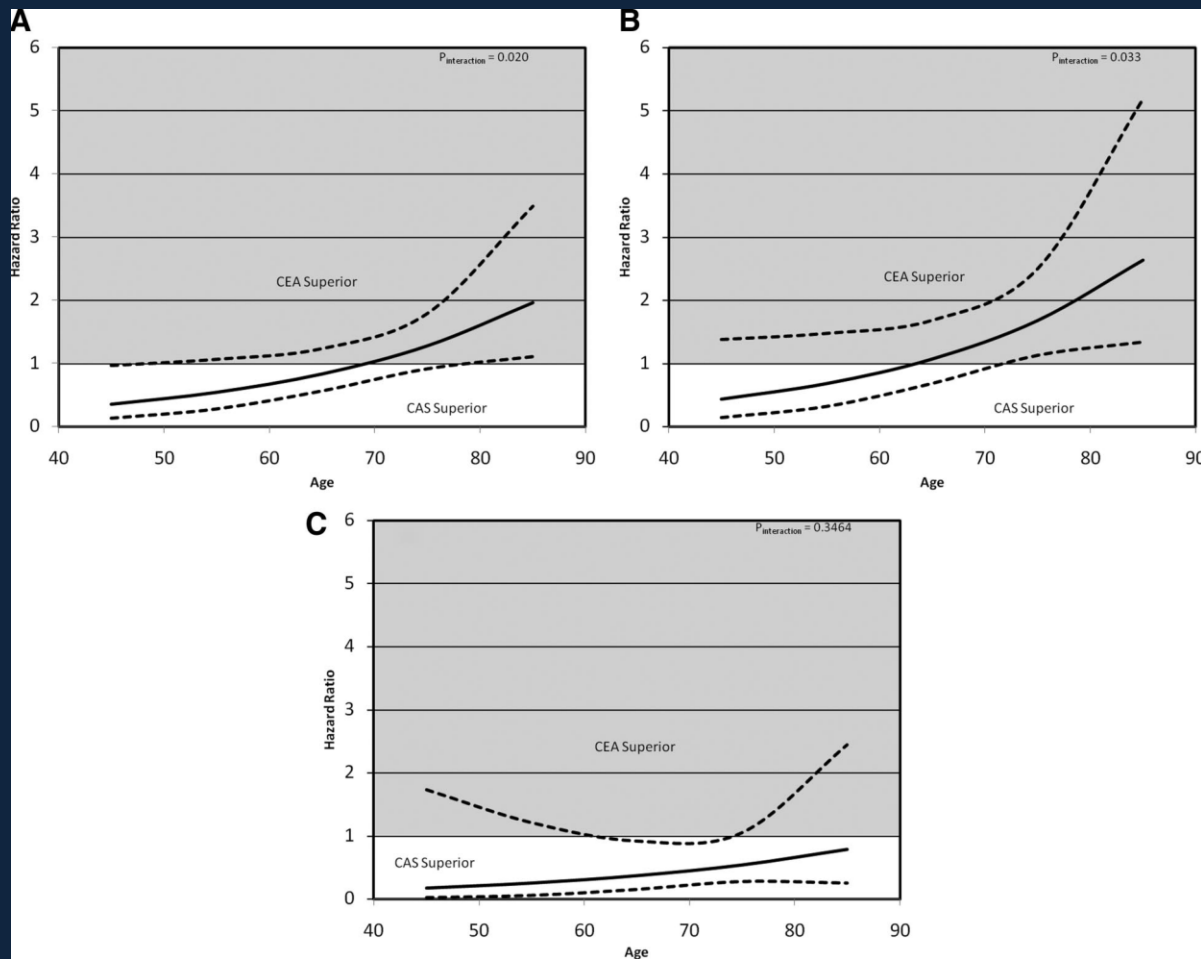 A
P interaction = 0.020
6
5
4
3
2
1
0
Hazard Ratio
CEA Superior
CAS Superior
40 50 60 70 80 90
Age
B
P interaction = 0.033
6
5
4
3
2
1
0
Hazard Ratio
CEA Superior
CAS Superior
40 50 60 70 80 90
Age
C
P interaction = 0.3464
6
5
4
3
2
1
0
Hazard Ratio
CEA Superior
CAS Superior
40 50 60 70 80 90
Age